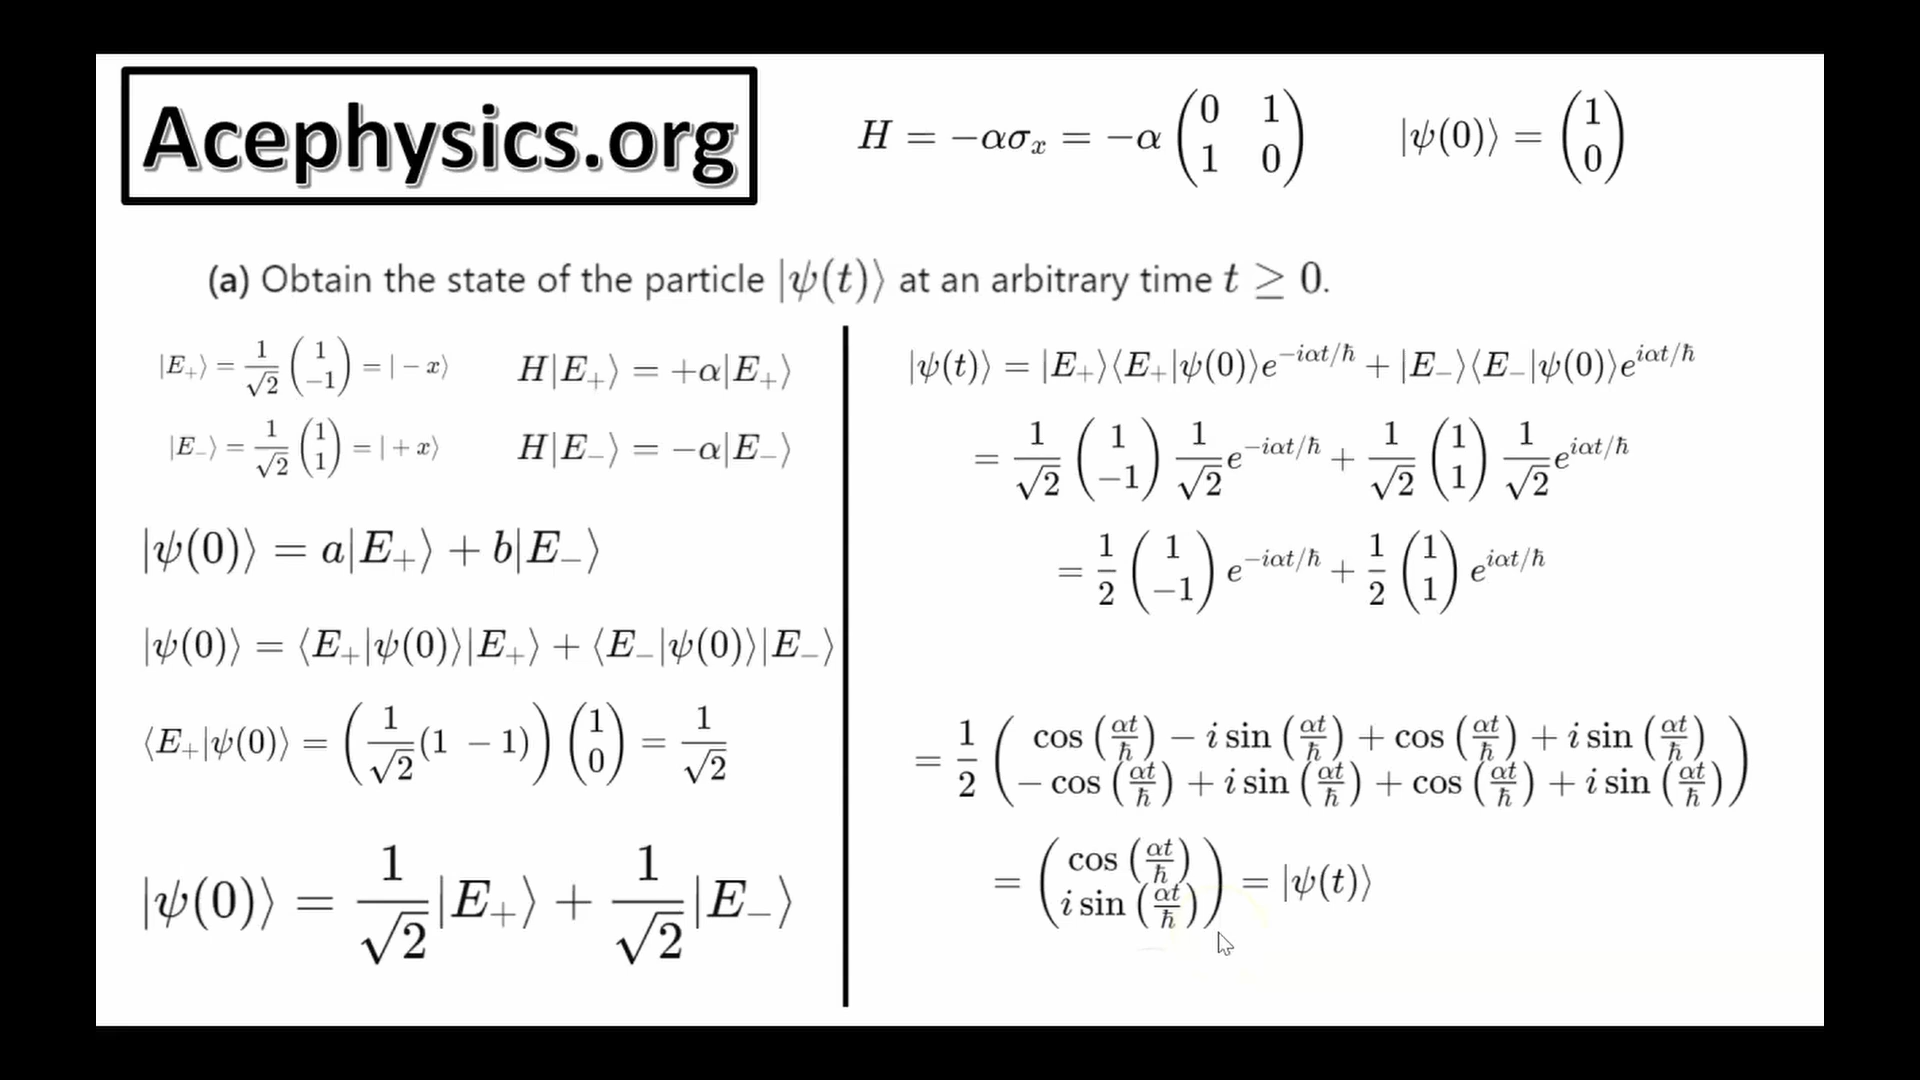 Acephysics.org
H = −ασₓ = −α (0 1; 1 0)    |ψ(0)⟩ = (1; 0)
(a) Obtain the state of the particle |ψ(t)⟩ at an arbitrary time t ≥ 0.
|E₊⟩ = 1/√2 (1; −1) = |− x⟩    H|E₊⟩ = +α|E₊⟩
|E₋⟩ = 1/√2 (1; 1) = |+ x⟩    H|E₋⟩ = −α|E₋⟩
|ψ(0)⟩ = a|E₊⟩ + b|E₋⟩
|ψ(0)⟩ = ⟨E₊|ψ(0)⟩|E₊⟩ + ⟨E₋|ψ(0)⟩|E₋⟩
⟨E₊|ψ(0)⟩ = (1/√2 (1 − 1)) (1; 0) = 1/√2
|ψ(0)⟩ = 1/√2 |E₊⟩ + 1/√2 |E₋⟩
|ψ(t)⟩ = |E₊⟩⟨E₊|ψ(0)⟩e^{−iαt/ħ} + |E₋⟩⟨E₋|ψ(0)⟩e^{iαt/ħ}
= 1/√2 (1; −1) 1/√2 e^{−iαt/ħ} + 1/√2 (1; 1) 1/√2 e^{iαt/ħ}
= 1/2 (1; −1) e^{−iαt/ħ} + 1/2 (1; 1) e^{iαt/ħ}
= 1/2 (cos(αt/ħ) − i sin(αt/ħ) + cos(αt/ħ) + i sin(αt/ħ); − cos(αt/ħ) + i sin(αt/ħ) + cos(αt/ħ) + i sin(αt/ħ))
= (cos(αt/ħ); i sin(αt/ħ)) = |ψ(t)⟩